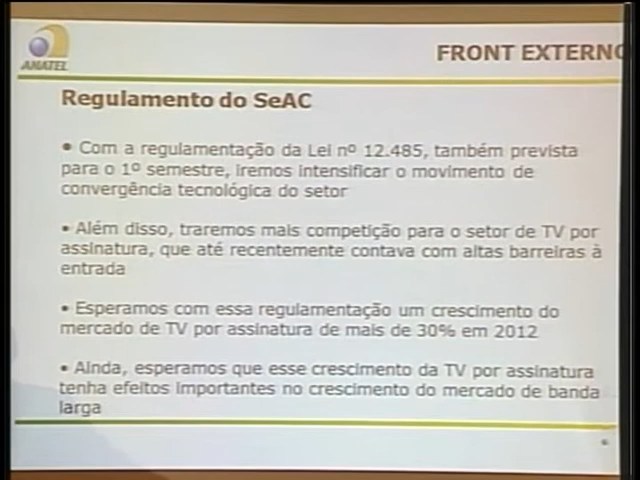 ANATEL
FRONT EXTERNO
Regulamento do SeAC
• Com a regulamentação da Lei nº 12.485, também prevista
para o 1º semestre, iremos intensificar o movimento de
convergência tecnológica do setor
• Além disso, traremos mais competição para o setor de TV por
assinatura, que até recentemente contava com altas barreiras à
entrada
• Esperamos com essa regulamentação um crescimento do
mercado de TV por assinatura de mais de 30% em 2012
• Ainda, esperamos que esse crescimento da TV por assinatura
tenha efeitos importantes no crescimento do mercado de banda
larga